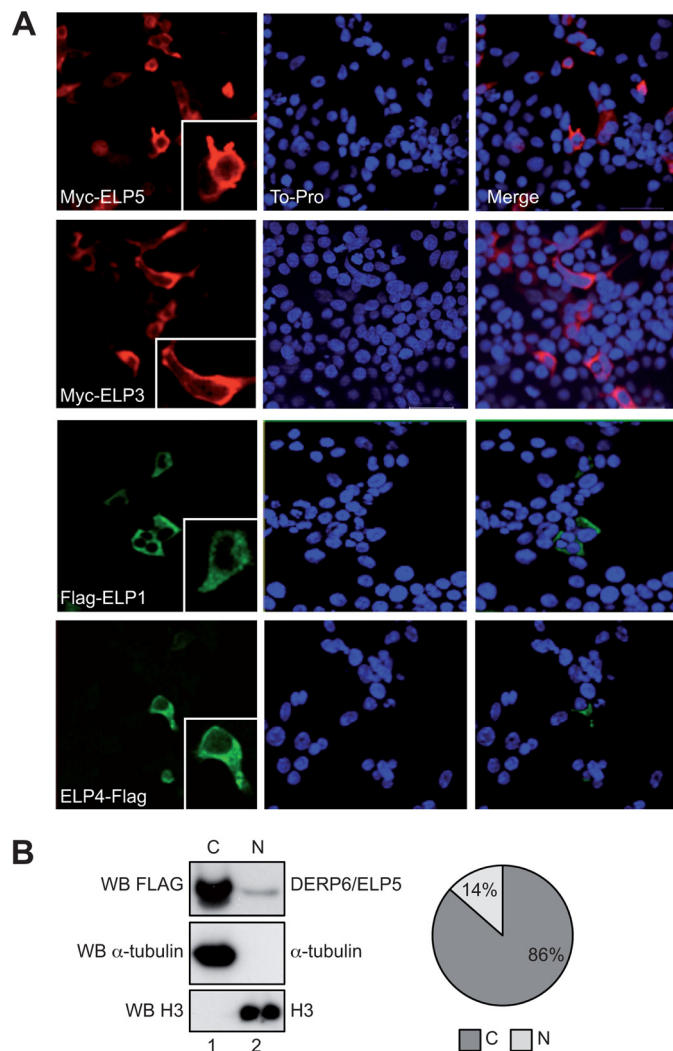 A
Myc-ELP5 To-Pro Merge
Myc-ELP3
Flag-ELP1
ELP4-Flag
B
C N
WB FLAG DERP6/ELP5
WB α-tubulin α-tubulin
WB H3 H3
1 2
14%
86%
C N